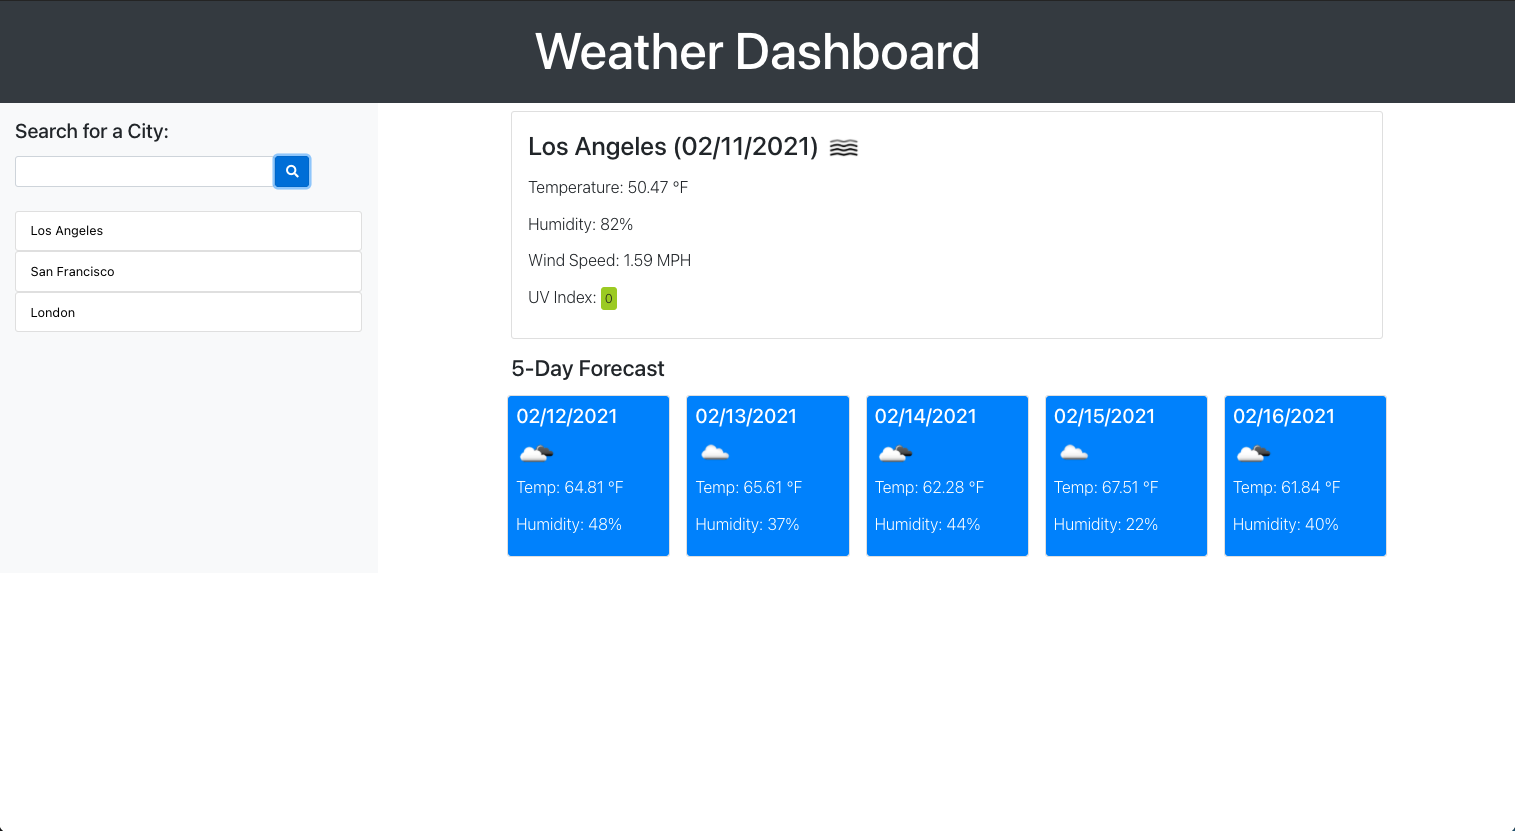 Weather Dashboard
Search for a City:
Los Angeles
San Francisco
London
Los Angeles (02/11/2021)
Temperature: 50.47 °F
Humidity: 82%
Wind Speed: 1.59 MPH
UV Index: 0
5-Day Forecast
02/12/2021
Temp: 64.81 °F
Humidity: 48%
02/13/2021
Temp: 65.61 °F
Humidity: 37%
02/14/2021
Temp: 62.28 °F
Humidity: 44%
02/15/2021
Temp: 67.51 °F
Humidity: 22%
02/16/2021
Temp: 61.84 °F
Humidity: 40%